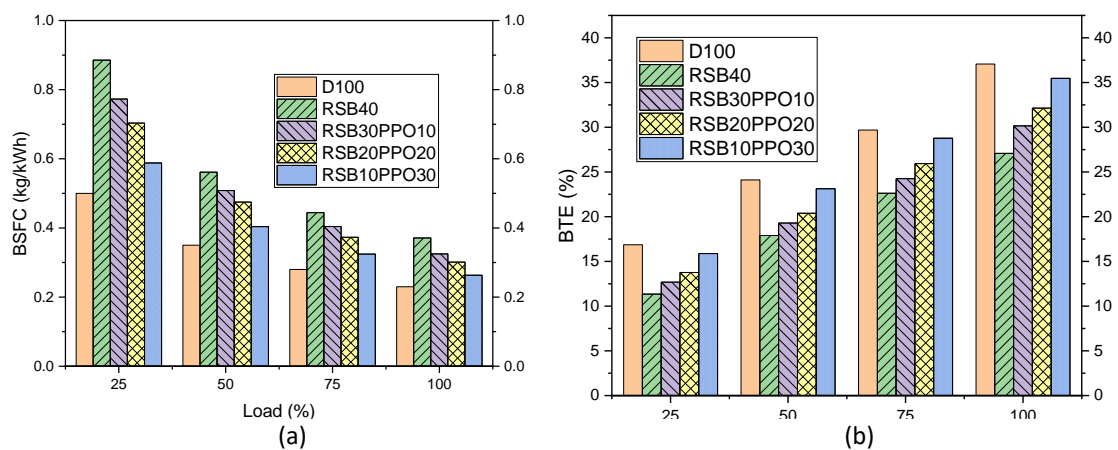 (a)
BSFC (kg/kWh)
1.0
0.8
0.6
0.4
0.2
0.0
D100
RSB40
RSB30PPO10
RSB20PPO20
RSB10PPO30
1.0
0.8
0.6
0.4
0.2
0.0
25 50 75 100
Load (%)
(a)
(b)
BTE (%)
40
35
30
25
20
15
10
5
0
D100
RSB40
RSB30PPO10
RSB20PPO20
RSB10PPO30
40
35
30
25
20
15
10
5
0
25 50 75 100
(b)